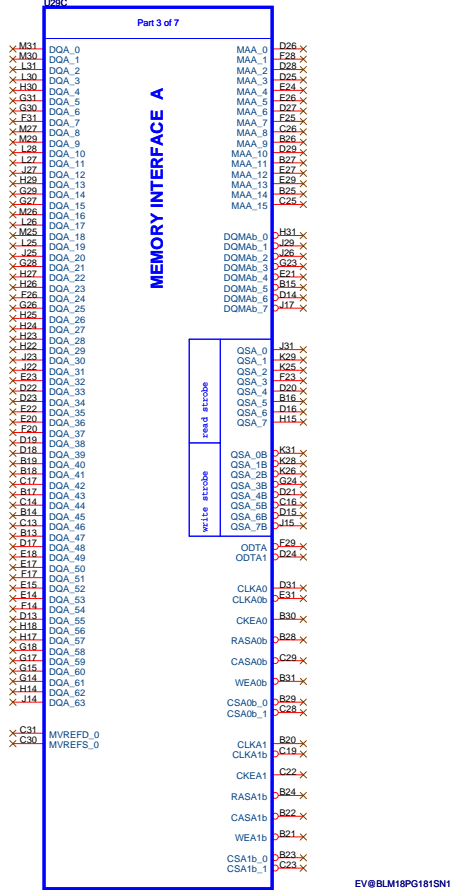 U29C
Part 3 of 7
MEMORY INTERFACE A
M31 DQA_0
M30 DQA_1
L31 DQA_2
L30 DQA_3
H30 DQA_4
G31 DQA_5
G30 DQA_6
F31 DQA_7
M27 DQA_8
M29 DQA_9
L28 DQA_10
L27 DQA_11
J27 DQA_12
H29 DQA_13
G29 DQA_14
G27 DQA_15
M26 DQA_16
L26 DQA_17
M25 DQA_18
L25 DQA_19
J25 DQA_20
G28 DQA_21
H27 DQA_22
H26 DQA_23
F26 DQA_24
G26 DQA_25
H25 DQA_26
H24 DQA_27
H23 DQA_28
H22 DQA_29
J23 DQA_30
J22 DQA_31
E23 DQA_32
D22 DQA_33
D23 DQA_34
E22 DQA_35
E20 DQA_36
F20 DQA_37
D19 DQA_38
D18 DQA_39
B19 DQA_40
B18 DQA_41
C17 DQA_42
B17 DQA_43
C14 DQA_44
B14 DQA_45
C13 DQA_46
B13 DQA_47
D17 DQA_48
E18 DQA_49
E17 DQA_50
F17 DQA_51
E15 DQA_52
E14 DQA_53
F14 DQA_54
D13 DQA_55
H18 DQA_56
H17 DQA_57
G18 DQA_58
G17 DQA_59
G15 DQA_60
G14 DQA_61
H14 DQA_62
J14 DQA_63
C31 MVREFD_0
C30 MVREFS_0
MAA_0 D26
MAA_1 F28
MAA_2 D28
MAA_3 D25
MAA_4 E24
MAA_5 E26
MAA_6 D27
MAA_7 F25
MAA_8 C26
MAA_9 B26
MAA_10 D29
MAA_11 B27
MAA_12 E27
MAA_13 E29
MAA_14 B25
MAA_15 C25
DQMAb_0 H31
DQMAb_1 J29
DQMAb_2 J26
DQMAb_3 G23
DQMAb_4 E21
DQMAb_5 B15
DQMAb_6 D14
DQMAb_7 J17
read strobe
QSA_0 J31
QSA_1 K29
QSA_2 K25
QSA_3 F23
QSA_4 D20
QSA_5 B16
QSA_6 D16
QSA_7 H15
write strobe
QSA_0B K31
QSA_1B K28
QSA_2B K26
QSA_3B G24
QSA_4B D21
QSA_5B C16
QSA_6B D15
QSA_7B J15
ODTA F29
ODTA1 D24
CLKA0 D31
CLKA0b E31
CKEA0 B30
RASA0b B28
CASA0b C29
WEA0b B31
CSA0b_0 B29
CSA0b_1 C28
CLKA1 B20
CLKA1b C19
CKEA1 C22
RASA1b B24
CASA1b B22
WEA1b B21
CSA1b_0 B23
CSA1b_1 C23
EV@BLM18PG181SN1